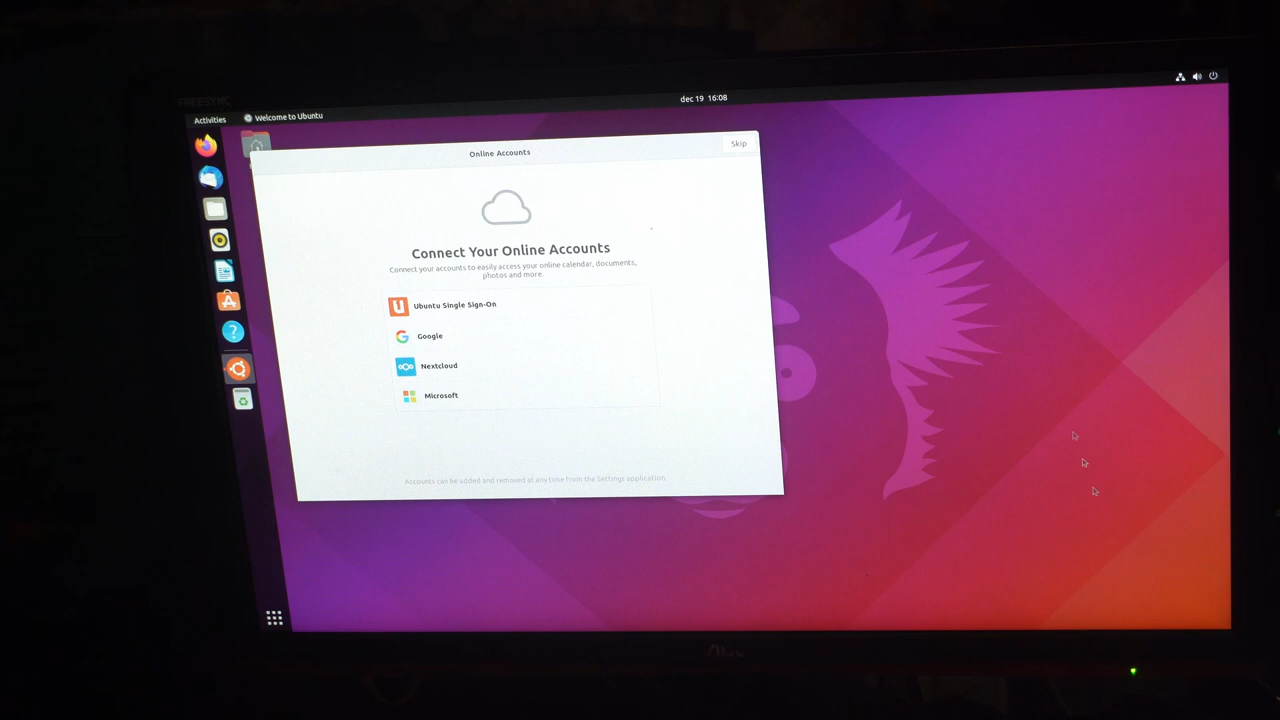 FREESYNC
Activities
Welcome to Ubuntu
dec 19 16:08
Online Accounts
Skip
Connect Your Online Accounts
Connect your accounts to easily access your online calendar, documents,
photos and more.
Ubuntu Single Sign-On
Google
Nextcloud
Microsoft
Accounts can be added and removed at any time from the Settings application.
AOC